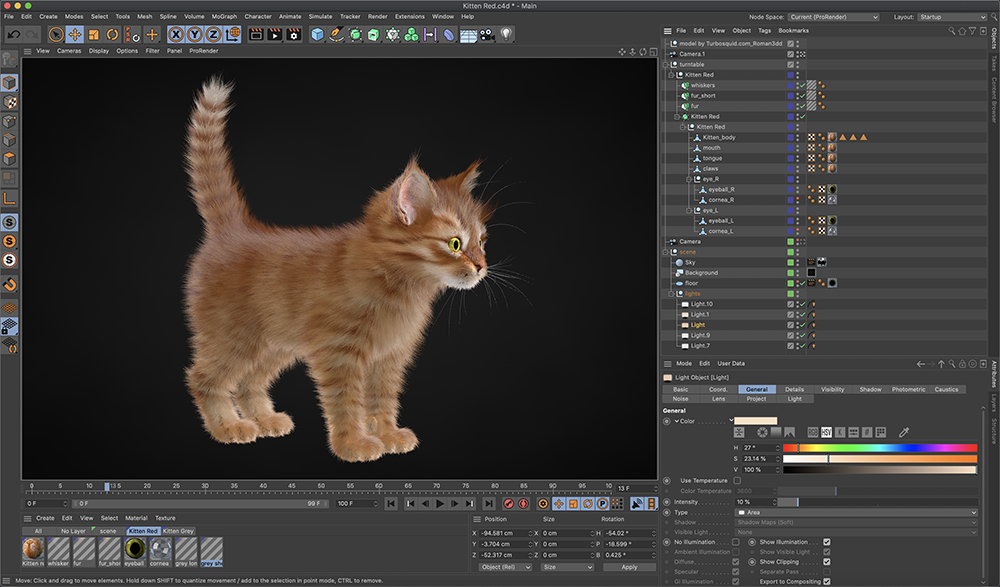 Kitten Red.c4d * - Main
File Edit Create Modes Select Tools Mesh Spline Volume MoGraph Character Animate Simulate Tracker Render Extensions Window Help Node Space: Current (ProRender) Layout: Startup
View Cameras Display Options Filter Panel ProRender
File Edit View Object Tags Bookmarks
model by Turbosquid.com_Roman3dd
Camera.1
turntable
Kitten Red
whiskers
fur_short
fur
Kitten Red
Kitten Red
Kitten_body
mouth
tongue
claws
eye_R
eyeball_R
cornea_R
eye_L
eyeball_L
cornea_L
Camera
scene
Sky
Background
floor
lights
Light.10
Light.1
Light
Light.9
Light.7
Objects
Takes
Content Browser
Mode Edit User Data
Light Object [Light]
Basic Coord. General Details Visibility Shadow Photometric Caustics
Noise Lens Project Light
General
Color
H 27 °
S 23.14 %
V 100 %
Use Temperature
Color Temperature 3600
Intensity 10 %
Type Area
Shadow Shadow Maps (Soft)
Visible Light None
No Illumination Show Illumination
Ambient Illumination Show Visible Light
Diffuse Show Clipping
Specular Separate Pass
GI Illumination Export to Compositing
Attributes
Layers
Structure
0 5 10 13 5 20 25 30 35 40 45 50 55 60 65 70 75 80 85 90 95 10 13 F
0 F 0 F 99 F 100 F
Create Edit View Select Material Texture
All No Layer scene Kitten Red Kitten Grey
Kitten m whisker fur fur_sho eyeball cornea grey lon grey sho
Position Size Rotation
X -94.581 cm X 0 cm H -54.02 °
Y -3.704 cm Y 0 cm P -18.599 °
Z -52.317 cm Z 0 cm B 0.425 °
Object (Rel) Size Apply
Move: Click and drag to move elements. Hold down SHIFT to quantize movement / add to the selection in point mode, CTRL to remove.